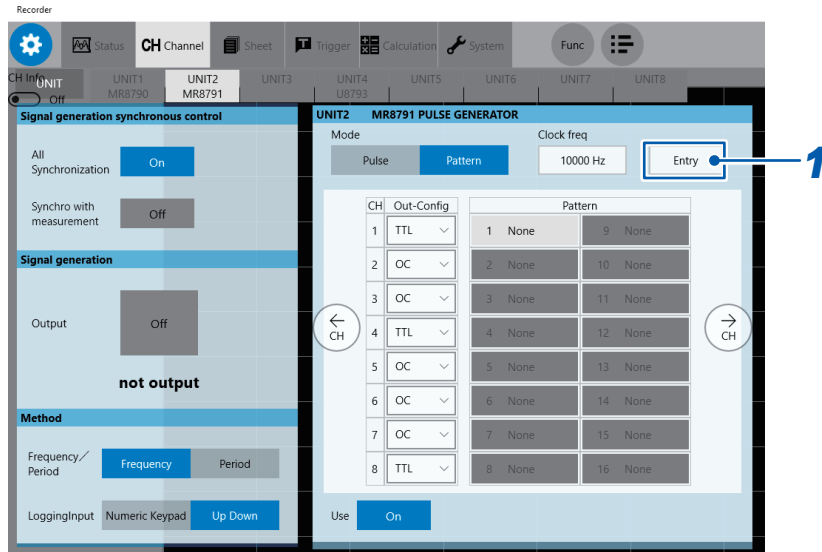 Recorder
Status CH Channel Sheet Trigger Calculation System Func
CH Info UNIT UNIT1 UNIT2 UNIT3 UNIT4 UNIT5 UNIT6 UNIT7 UNIT8
Off MR8790 MR8791 U8793
Signal generation synchronous control
All
Synchronization On
Synchro with
measurement Off
Signal generation
Output Off
not output
Method
Frequency／
Period Frequency Period
LoggingInput Numeric Keypad Up Down
UNIT2 MR8791 PULSE GENERATOR
Mode Clock freq
Pulse Pattern 10000 Hz Entry 1
CH Out-Config Pattern
1 TTL 1 None 9 None
2 OC 2 None 10 None
3 OC 3 None 11 None
4 TTL 4 None 12 None
5 OC 5 None 13 None
6 OC 6 None 14 None
7 OC 7 None 15 None
8 TTL 8 None 16 None
← CH
→ CH
Use On